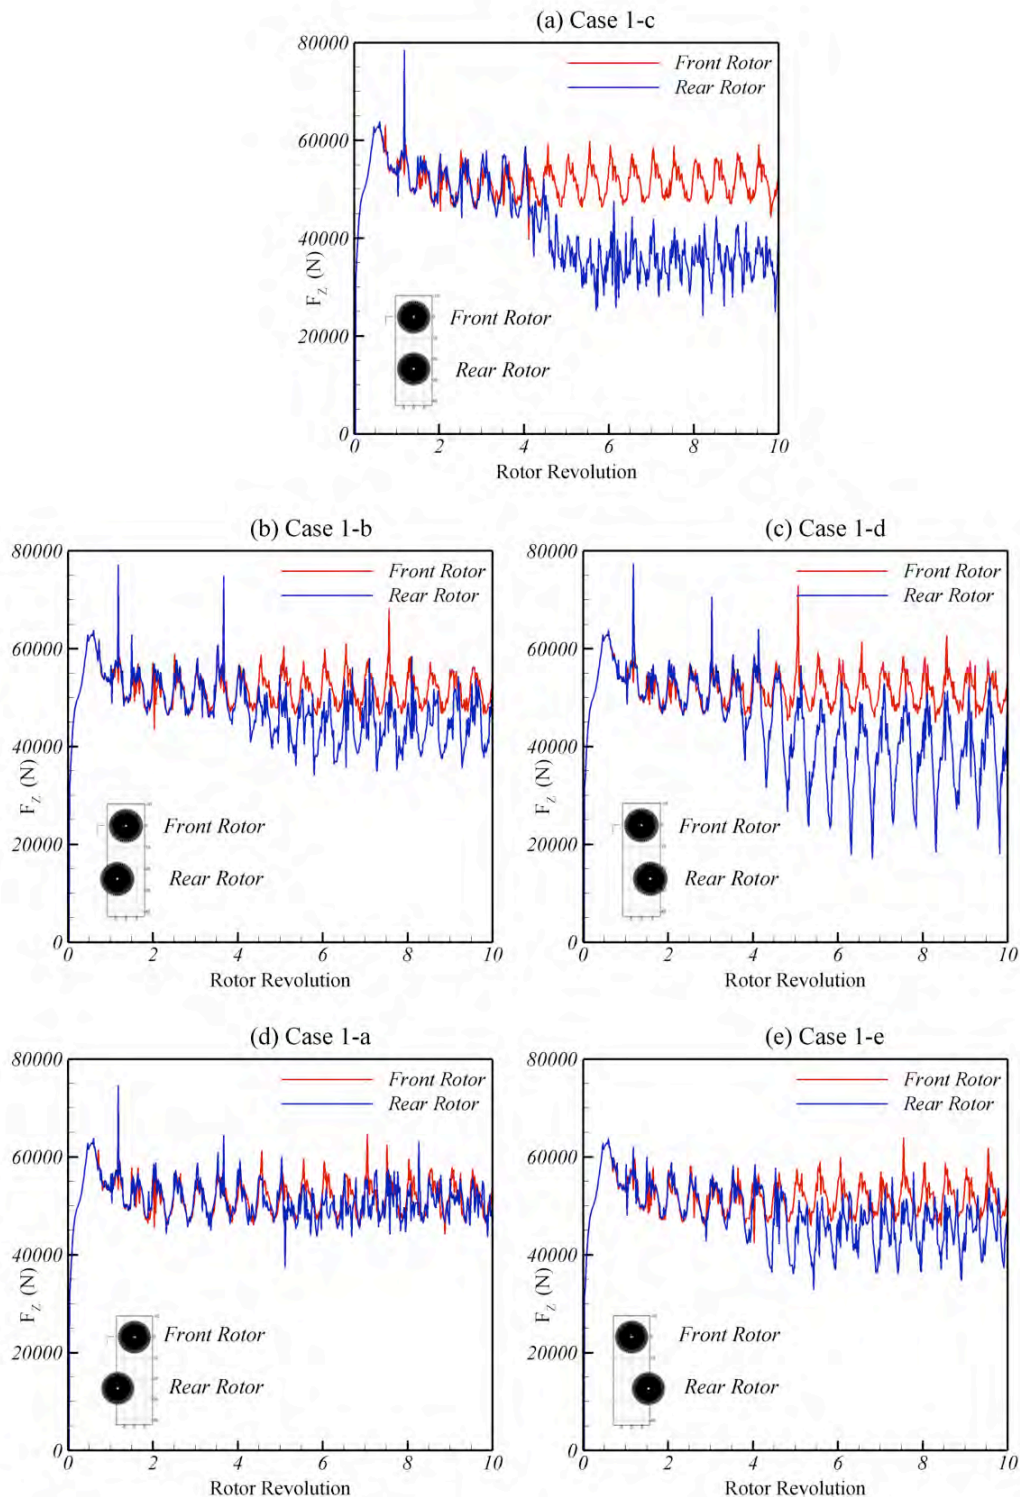 (a) Case 1-c
80000
Front Rotor
Rear Rotor
60000
40000
F_Z (N)
Front Rotor
20000
Rear Rotor
0
0 2 4 6 8 10
Rotor Revolution
(b) Case 1-b
80000
Front Rotor
Rear Rotor
60000
40000
F_Z (N)
Front Rotor
20000
Rear Rotor
0
0 2 4 6 8 10
Rotor Revolution
(c) Case 1-d
80000
Front Rotor
Rear Rotor
60000
40000
F_Z (N)
Front Rotor
20000
Rear Rotor
0
0 2 4 6 8 10
Rotor Revolution
(d) Case 1-a
80000
Front Rotor
Rear Rotor
60000
40000
F_Z (N)
Front Rotor
20000
Rear Rotor
0
0 2 4 6 8 10
Rotor Revolution
(e) Case 1-e
80000
Front Rotor
Rear Rotor
60000
40000
F_Z (N)
Front Rotor
20000
Rear Rotor
0
0 2 4 6 8 10
Rotor Revolution